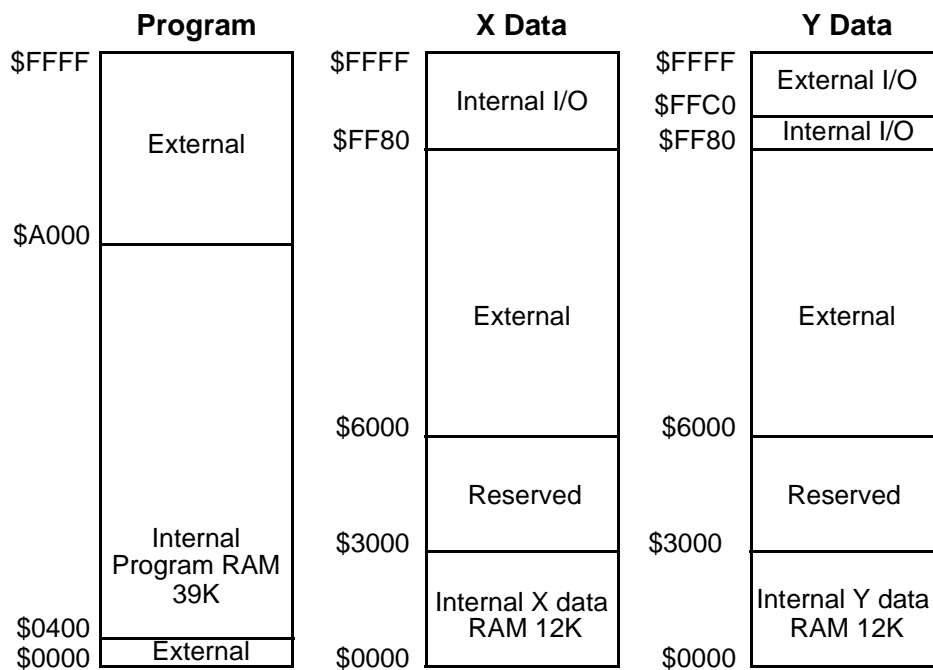 Program
$FFFF
External
$A000
Internal
Program RAM
39K
$0400
External
$0000
X Data
$FFFF
Internal I/O
$FF80
External
$6000
Reserved
$3000
Internal X data
RAM 12K
$0000
Y Data
$FFFF
External I/O
$FFC0
Internal I/O
$FF80
External
$6000
Reserved
$3000
Internal Y data
RAM 12K
$0000